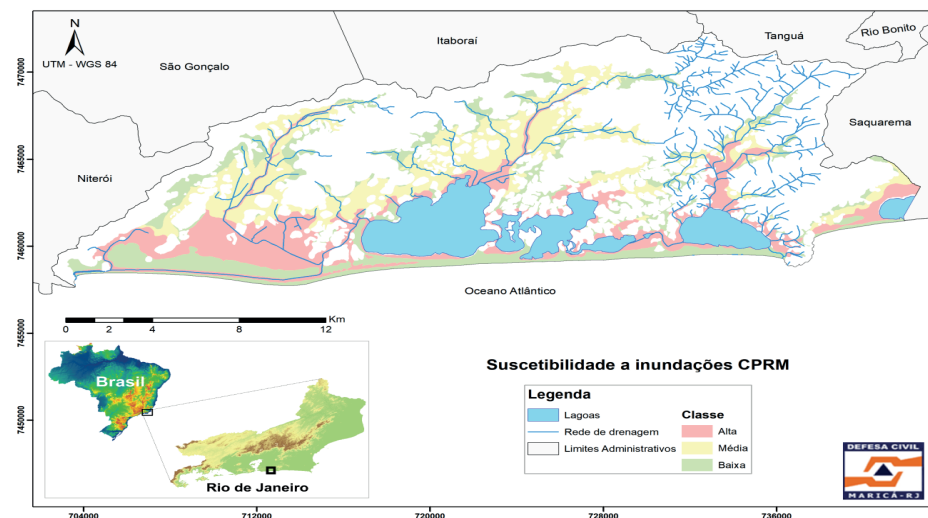 N
UTM - WGS 84
São Gonçalo
Itaboraí
Tanguá
Rio Bonito
Saquarema
Niterói
Oceano Atlântico
7470000
7465000
7460000
7455000
7450000
Km
0 2 4 8 12
Brasil
Rio de Janeiro
Suscetibilidade a inundações CPRM
Legenda
Lagoas
Rede de drenagem
Limites Administrativos
Classe
Alta
Média
Baixa
DEFESA CIVIL
MARICÁ-RJ
704000 712000 720000 728000 736000